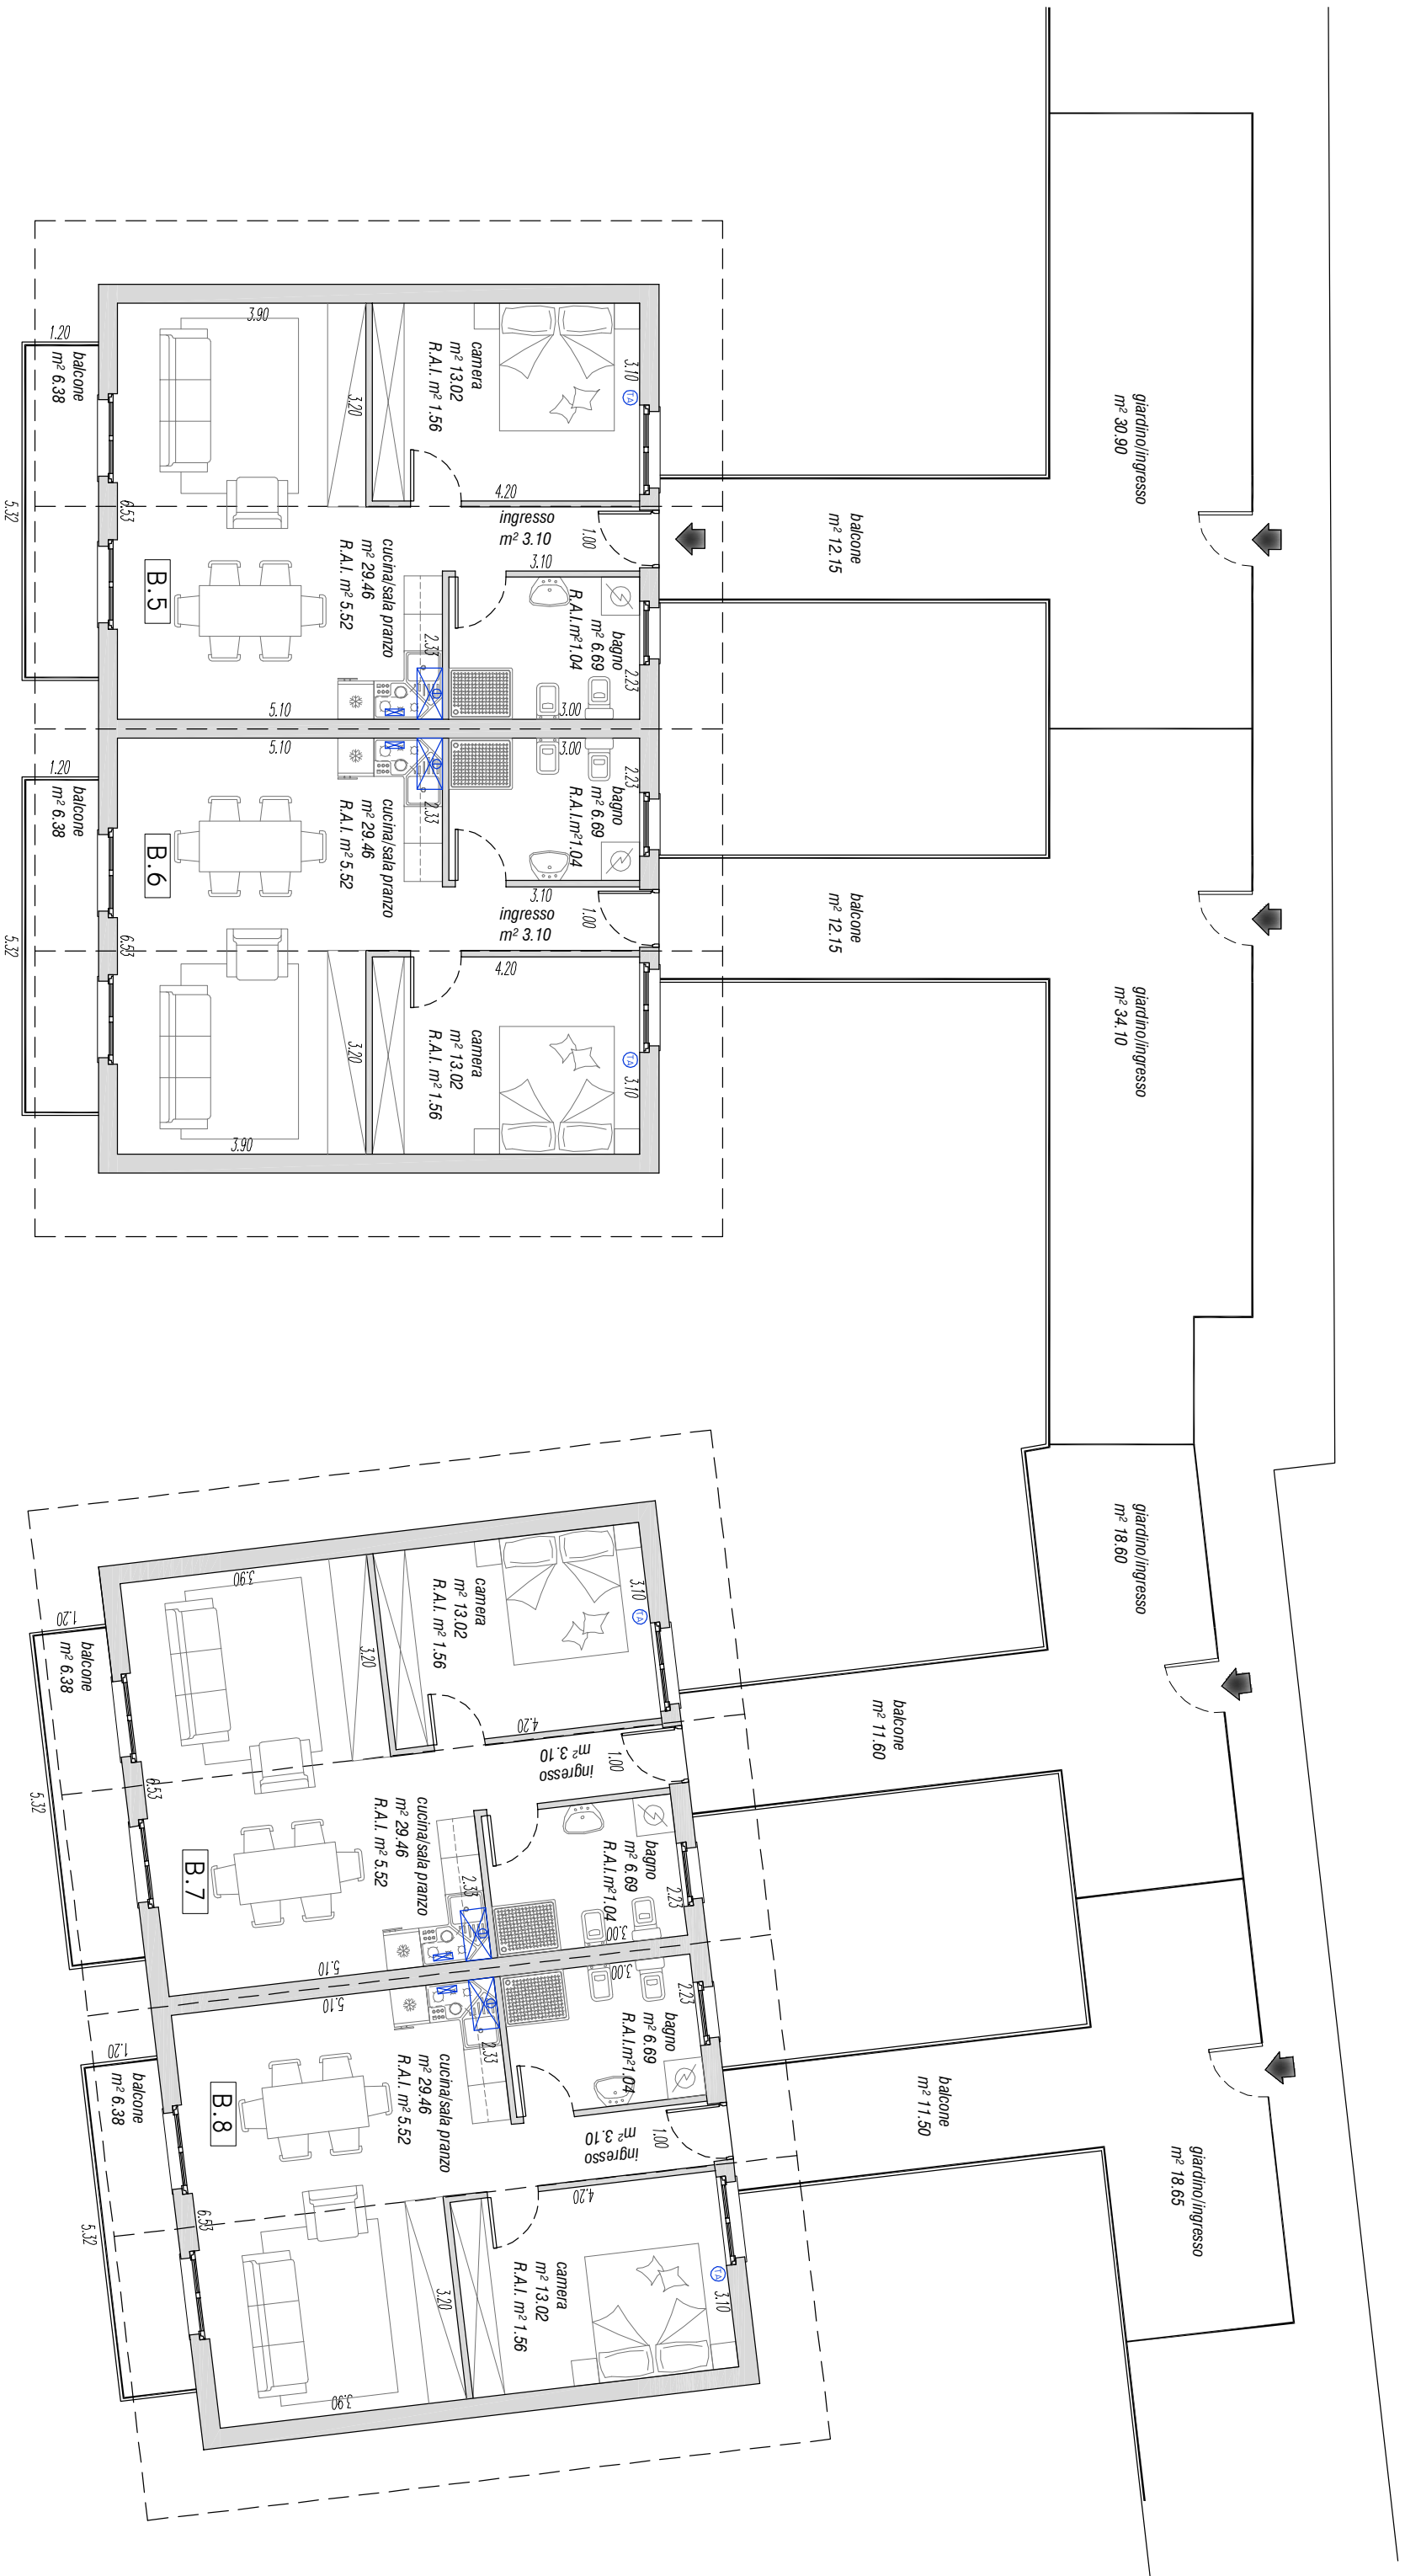 giardino/ingresso
m² 30.90
balcone
m² 12.15
3.10
TA
camera
m² 13.02
R.A.I. m² 1.56
3.90
3.20
4.20
ingresso
m² 3.10
1.00
3.10
bagno
m² 6.69
R.A.I.m²1.04
2.23
3.00
cucina/sala pranzo
m² 29.46
R.A.I. m² 5.52
2.33
5.10
6.53
B.5
1.20
balcone
m² 6.38
5.32
giardino/ingresso
m² 34.10
balcone
m² 12.15
3.00
2.23
bagno
m² 6.69
R.A.I.m²1.04
5.10
2.33
cucina/sala pranzo
m² 29.46
R.A.I. m² 5.52
3.10
ingresso
m² 3.10
1.00
4.20
camera
m² 13.02
R.A.I. m² 1.56
TA
3.10
3.20
3.90
6.53
B.6
1.20
balcone
m² 6.38
5.32
giardino/ingresso
m² 18.60
balcone
m² 11.60
3.10
TA
camera
m² 13.02
R.A.I. m² 1.56
3.90
3.20
4.20
ingresso
m² 3.10
1.00
bagno
m² 6.69
R.A.I.m²1.04
2.23
3.00
cucina/sala pranzo
m² 29.46
R.A.I. m² 5.52
2.33
5.10
6.53
B.7
1.20
balcone
m² 6.38
5.32
giardino/ingresso
m² 18.65
balcone
m² 11.50
3.00
2.23
bagno
m² 6.69
R.A.I.m²1.04
5.10
2.33
cucina/sala pranzo
m² 29.46
R.A.I. m² 5.52
ingresso
m² 3.10
1.00
4.20
camera
m² 13.02
R.A.I. m² 1.56
TA
3.10
3.20
3.90
6.53
B.8
1.20
balcone
m² 6.38
5.32